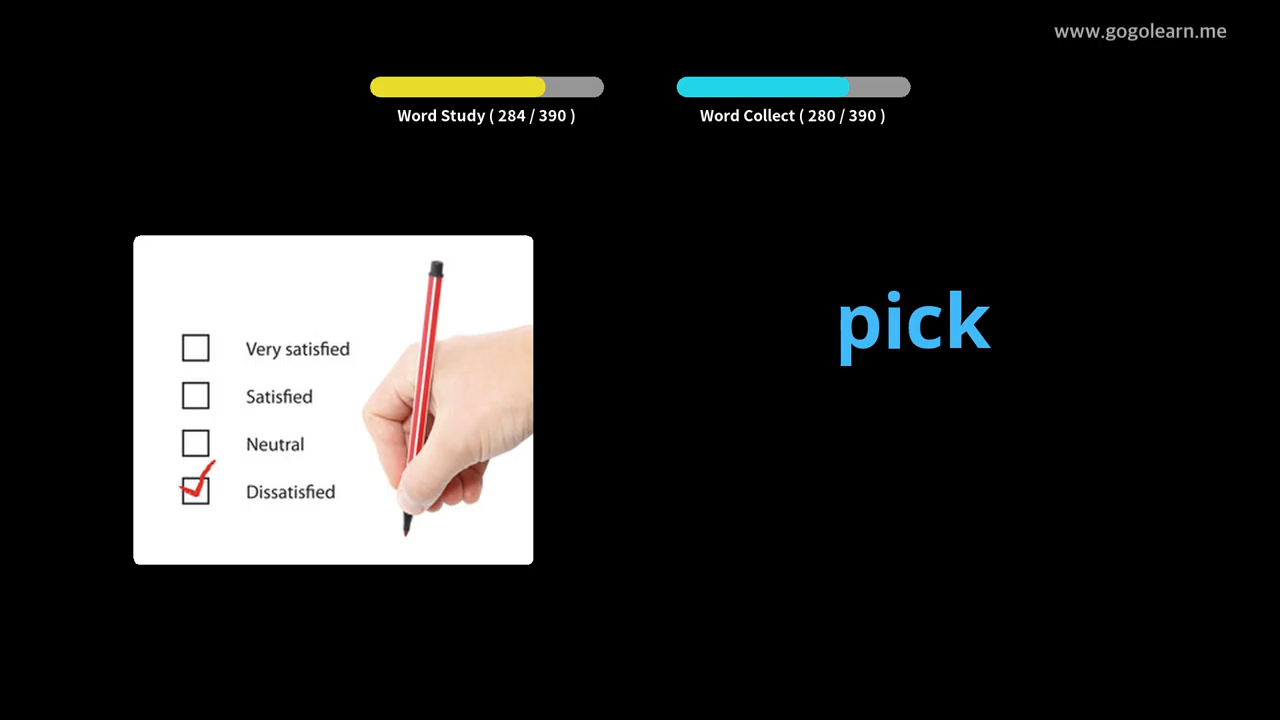 www.gogolearn.me
Word Study ( 284 / 390 )
Word Collect ( 280 / 390 )
pick
Very satisfied
Satisfied
Neutral
Dissatisfied